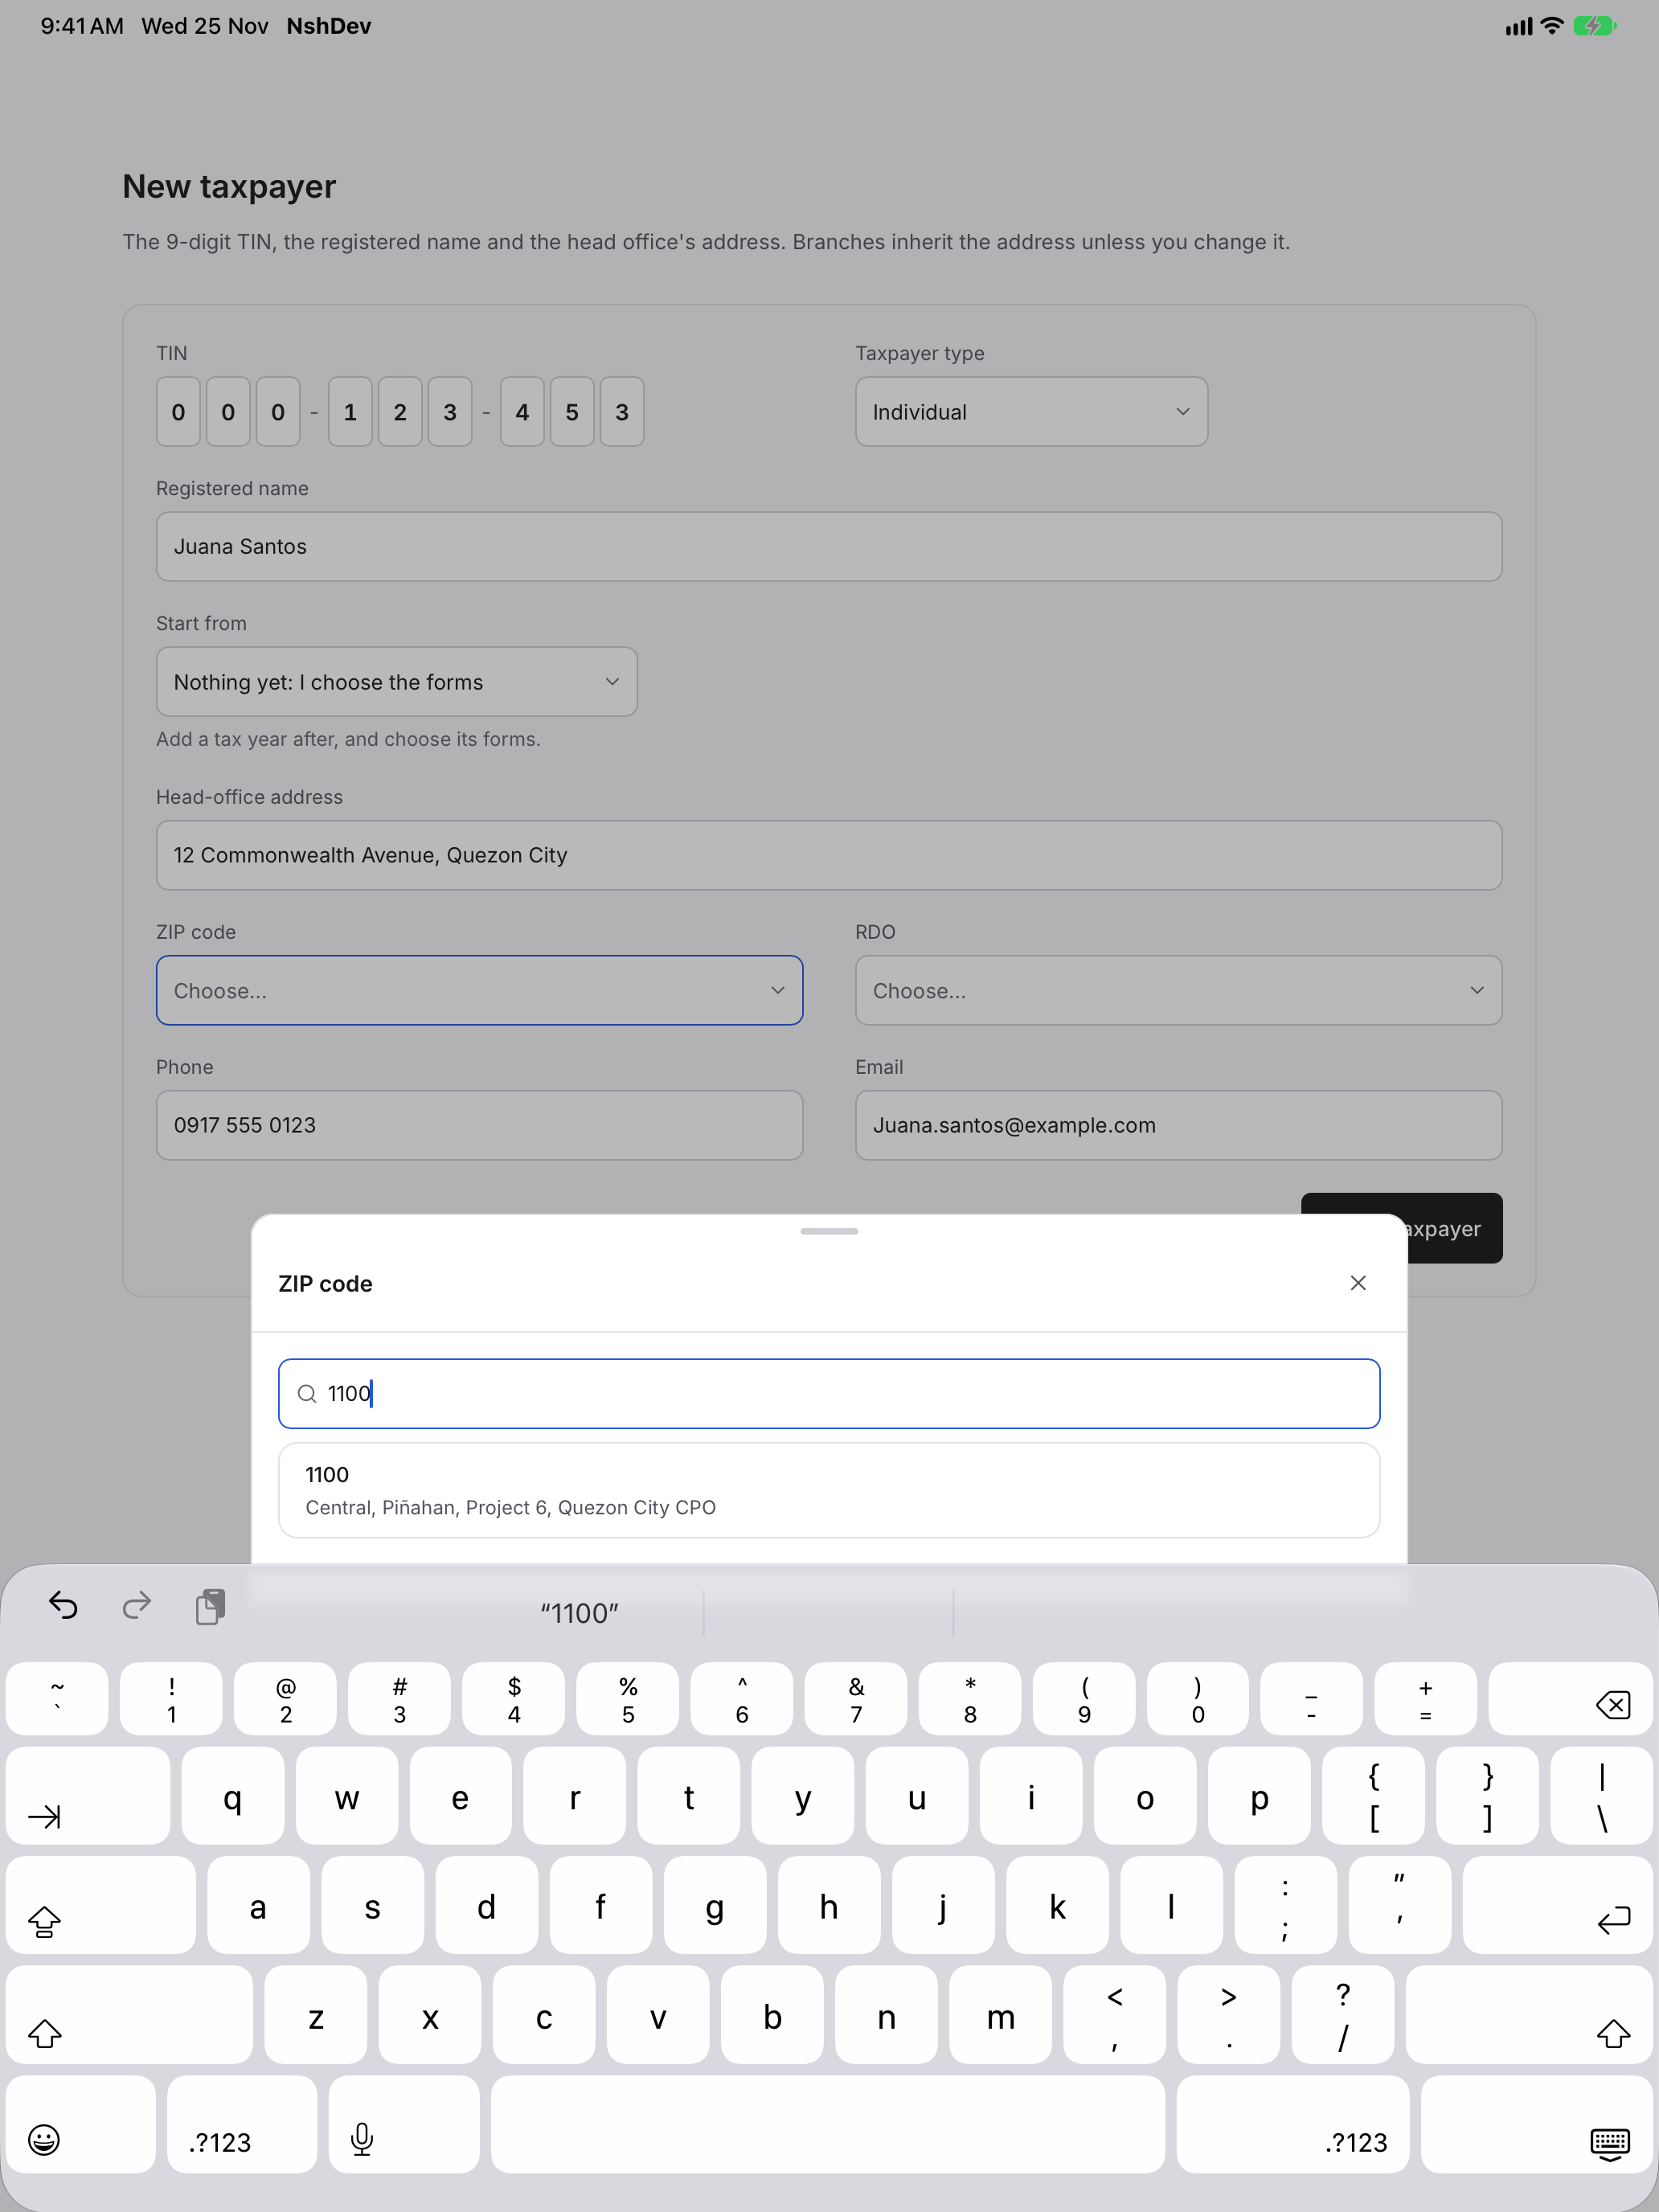 9:41 AM Wed 25 Nov NshDev
New taxpayer
The 9-digit TIN, the registered name and the head office's address. Branches inherit the address unless you change it.
TIN
Taxpayer type
0 0 0 - 1 2 3 - 4 5 3
Individual
Registered name
Juana Santos
Start from
Nothing yet: I choose the forms
Add a tax year after, and choose its forms.
Head-office address
12 Commonwealth Avenue, Quezon City
ZIP code
RDO
Choose...
Choose...
Phone
Email
0917 555 0123
Juana.santos@example.com
axpayer
ZIP code
1100
1100
Central, Piñahan, Project 6, Quezon City CPO
“1100”
~ ! @ # $ % ^ & * ( ) _ +
` 1 2 3 4 5 6 7 8 9 0 - =
q w e r t y u i o p { } |
[ ] \
a s d f g h j k l : "
; '
z x c v b n m < > ?
, . /
.?123 .?123